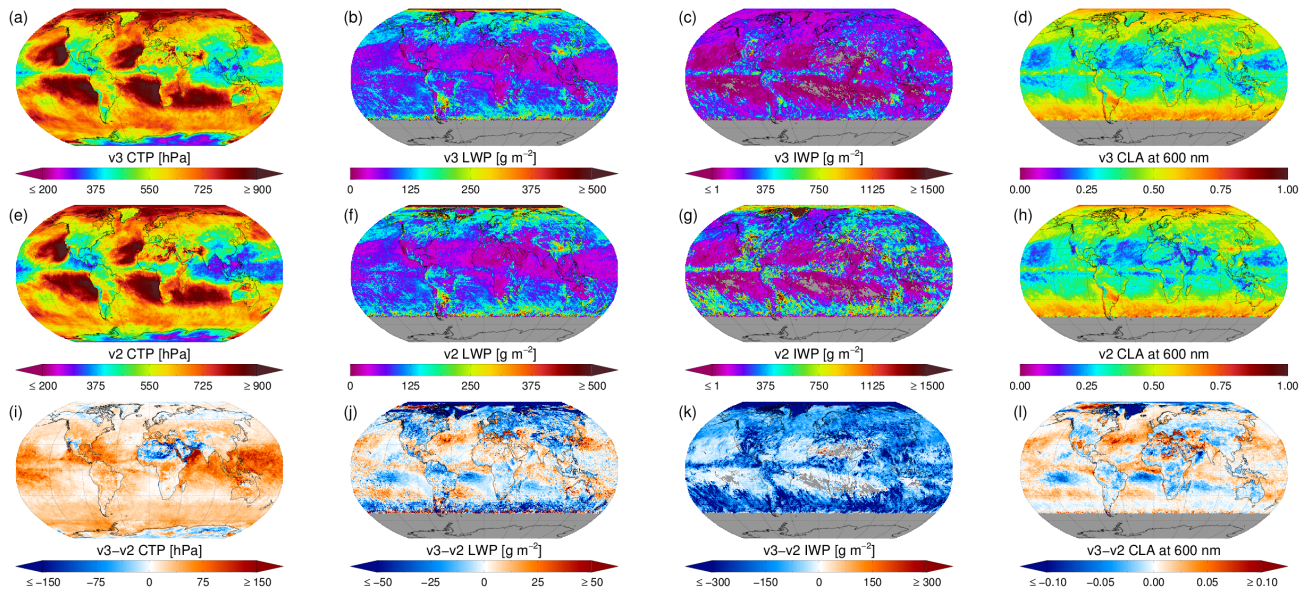 (a) (b) (c) (d)
v3 CTP [hPa] v3 LWP [g m⁻²] v3 IWP [g m⁻²] v3 CLA at 600 nm
≤ 200 375 550 725 ≥ 900 0 125 250 375 ≥ 500 ≤ 1 375 750 1125 ≥ 1500 0.00 0.25 0.50 0.75 1.00
(e) (f) (g) (h)
v2 CTP [hPa] v2 LWP [g m⁻²] v2 IWP [g m⁻²] v2 CLA at 600 nm
≤ 200 375 550 725 ≥ 900 0 125 250 375 ≥ 500 ≤ 1 375 750 1125 ≥ 1500 0.00 0.25 0.50 0.75 1.00
(i) (j) (k) (l)
v3−v2 CTP [hPa] v3−v2 LWP [g m⁻²] v3−v2 IWP [g m⁻²] v3−v2 CLA at 600 nm
≤ −150 −75 0 75 ≥ 150 ≤ −50 −25 0 25 ≥ 50 ≤ −300 −150 0 150 ≥ 300 ≤ −0.10 −0.05 0.00 0.05 ≥ 0.10